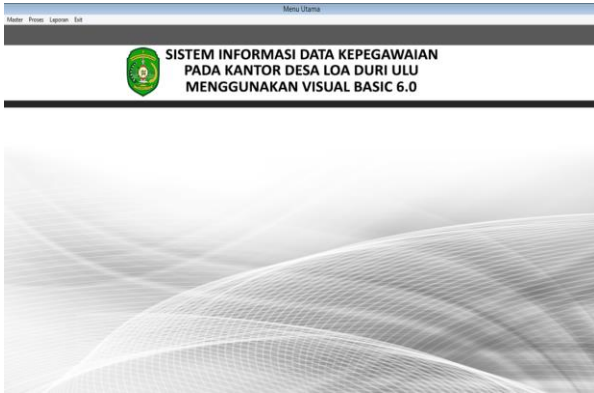 Menu Utama
Master Proses Laporan Exit
SISTEM INFORMASI DATA KEPEGAWAIAN
PADA KANTOR DESA LOA DURI ULU
MENGGUNAKAN VISUAL BASIC 6.0